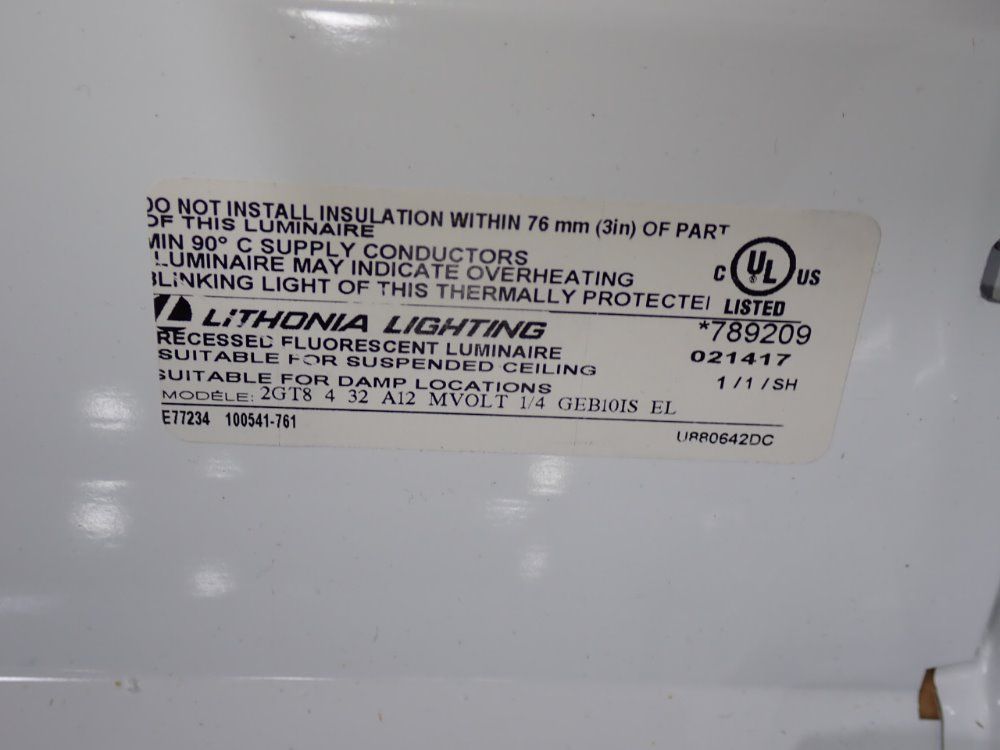 DO NOT INSTALL INSULATION WITHIN 76 mm (3in) OF PART
OF THIS LUMINAIRE
MIN 90° C SUPPLY CONDUCTORS
LUMINAIRE MAY INDICATE OVERHEATING
BLINKING LIGHT OF THIS THERMALLY PROTECTE
C UL US
LISTED
LITHONIA LIGHTING
*789209
RECESSED FLUORESCENT LUMINAIRE
021417
SUITABLE FOR SUSPENDED CEILING
1 / 1 / SH
SUITABLE FOR DAMP LOCATIONS
MODÈLE: 2GT8 4 32 A12 MVOLT 1/4 GEB10IS EL
E77234 100541-761
U880642DC